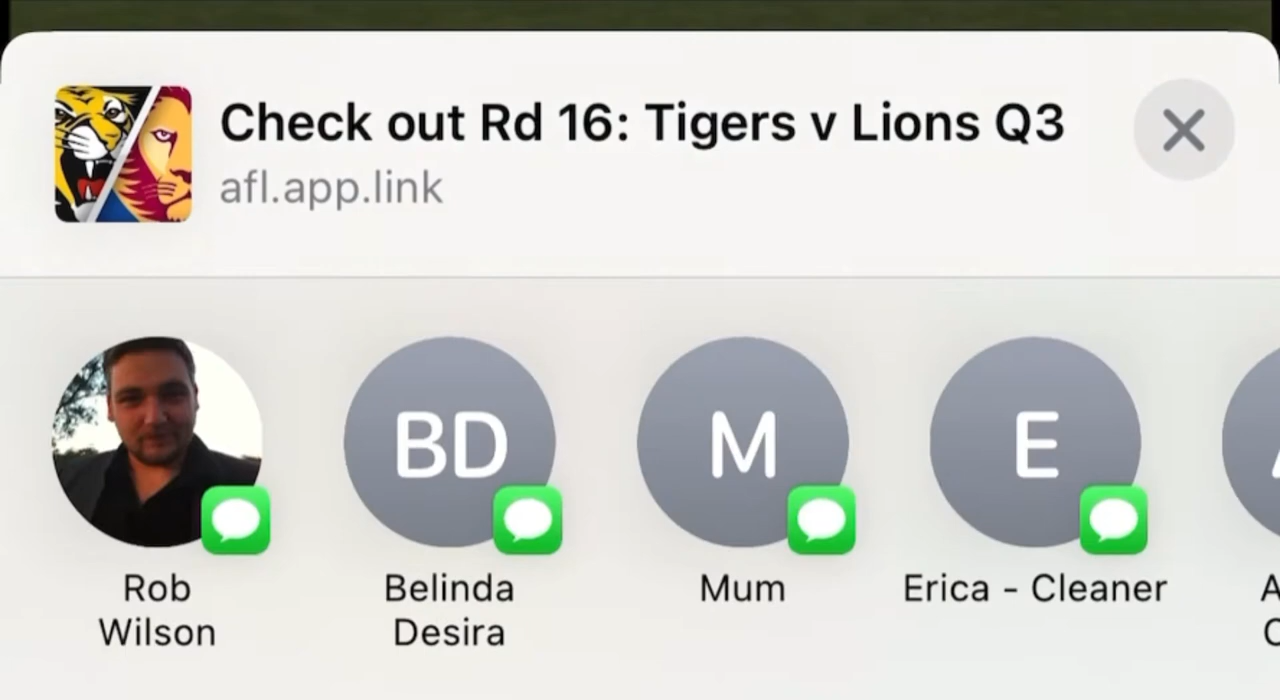 Check out Rd 16: Tigers v Lions Q3
afl.app.link
BD
M
E
Rob
Wilson
Belinda
Desira
Mum
Erica - Cleaner